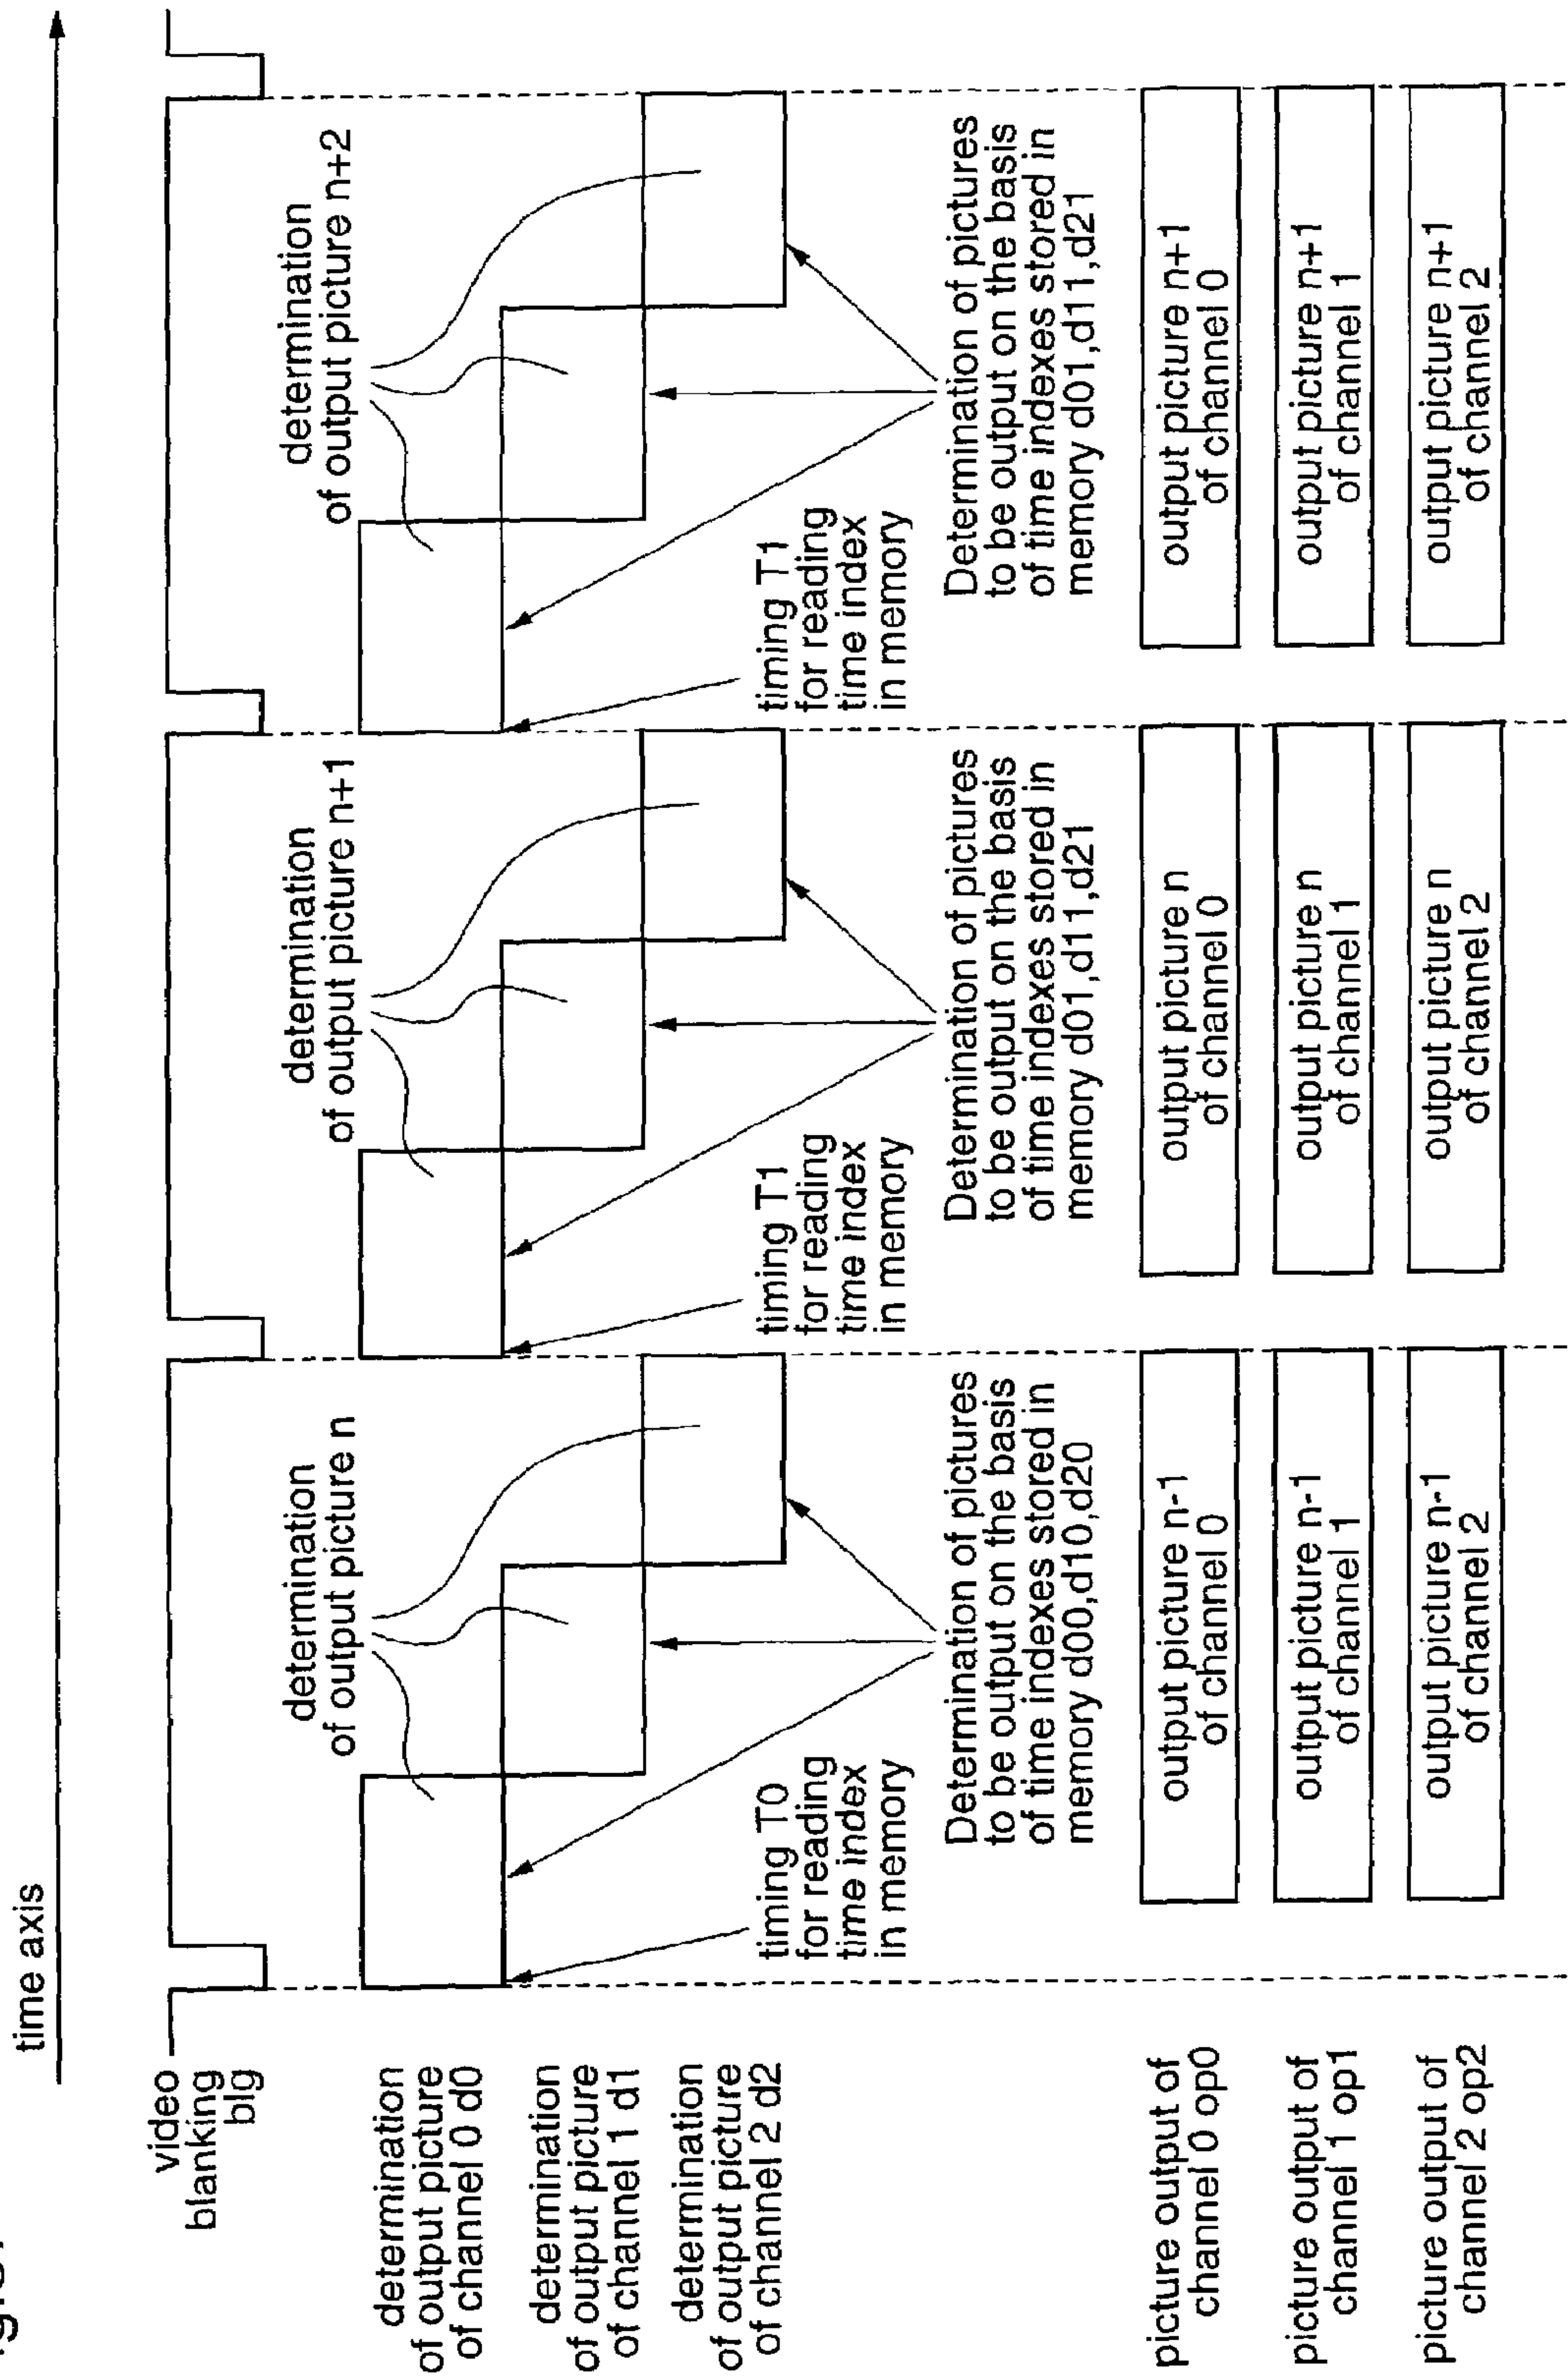 time axis
video
blanking
blg
determination
of output picture n
determination
of output picture n+1
determination
of output picture n+2
determination
of output picture
of channel 0 d0
determination
of output picture
of channel 1 d1
determination
of output picture
of channel 2 d2
timing T0
for reading
time index
in memory
timing T1
for reading
time index
in memory
timing T1
for reading
time index
in memory
Determination of pictures
to be output on the basis
of time indexes stored in
memory d00,d10,d20
Determination of pictures
to be output on the basis
of time indexes stored in
memory d01,d11,d21
Determination of pictures
to be output on the basis
of time indexes stored in
memory d01,d11,d21
picture output of
channel 0 op0
output picture n-1
of channel 0
output picture n
of channel 0
output picture n+1
of channel 0
picture output of
channel 1 op1
output picture n-1
of channel 1
output picture n
of channel 1
output picture n+1
of channel 1
picture output of
channel 2 op2
output picture n-1
of channel 2
output picture n
of channel 2
output picture n+1
of channel 2